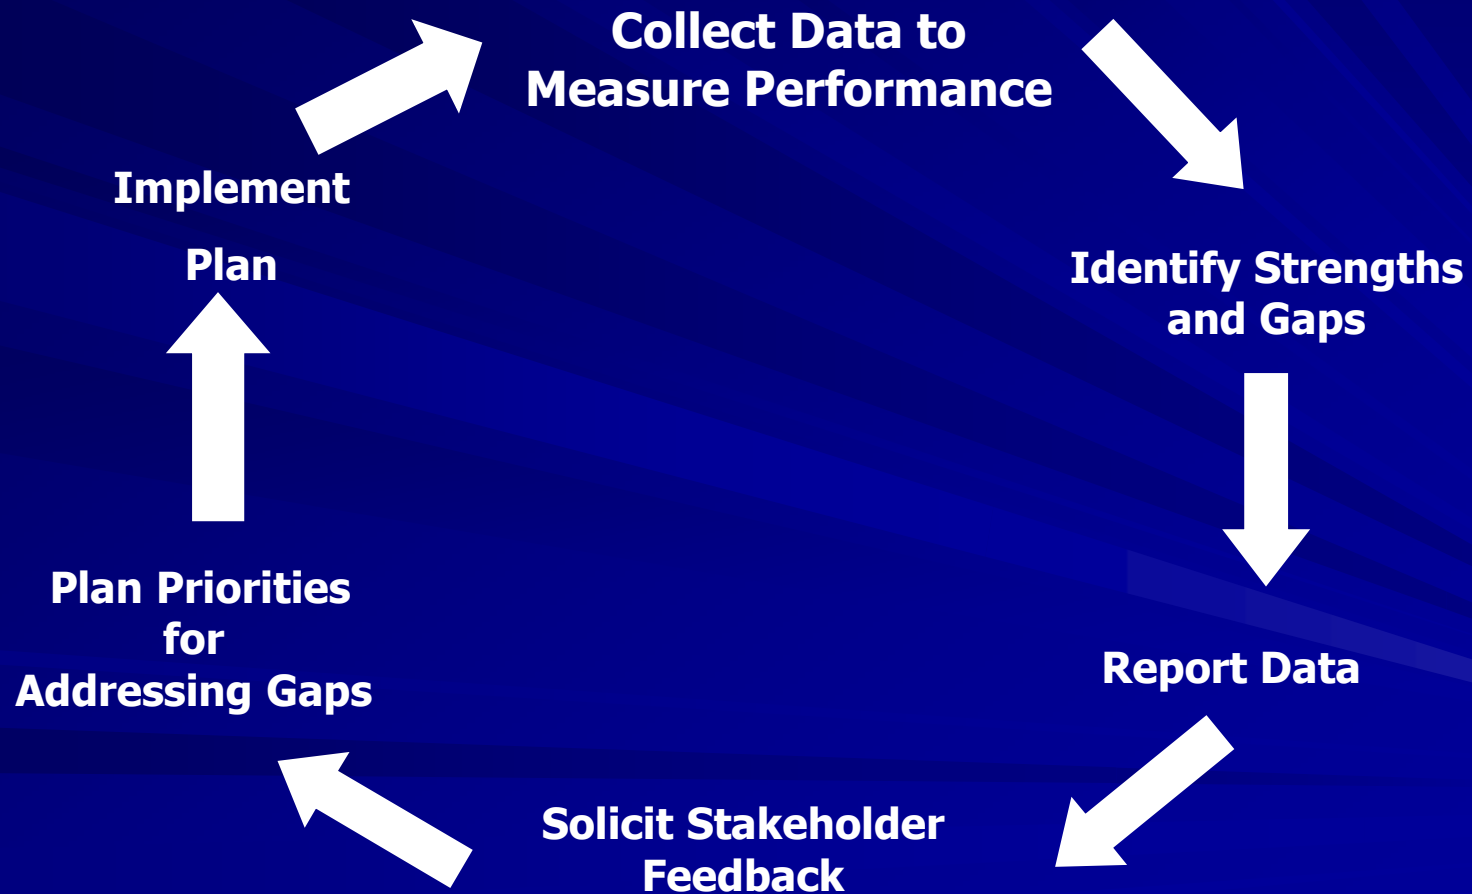 Collect Data to
Measure Performance
Identify Strengths
and Gaps
Report Data
Solicit Stakeholder
Feedback
Plan Priorities
for
Addressing Gaps
Implement
Plan